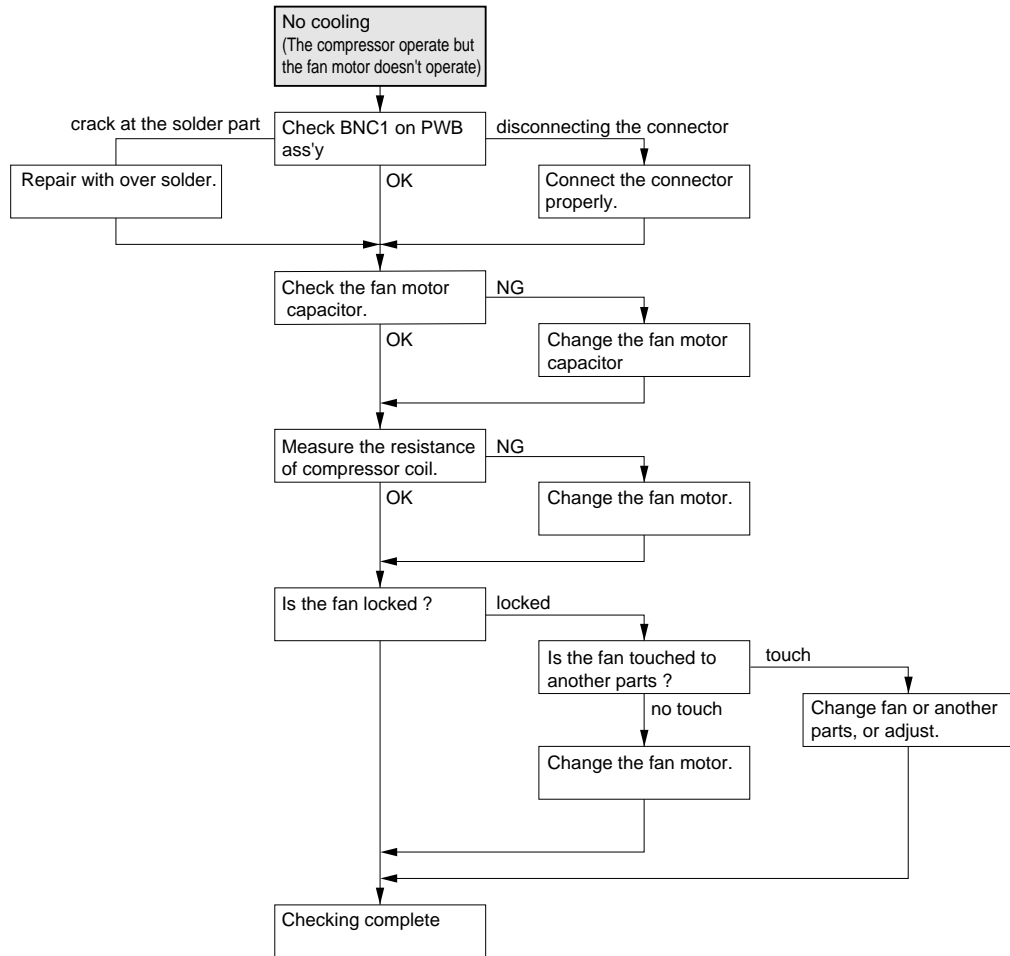 No cooling
(The compressor operate but
the fan motor doesn't operate)
crack at the solder part
Check BNC1 on PWB
ass'y
disconnecting the connector
Repair with over solder.
OK
Connect the connector
properly.
Check the fan motor
capacitor.
NG
OK
Change the fan motor
capacitor
Measure the resistance
of compressor coil.
NG
OK
Change the fan motor.
Is the fan locked ?
locked
Is the fan touched to
another parts ?
touch
no touch
Change fan or another
parts, or adjust.
Change the fan motor.
Checking complete